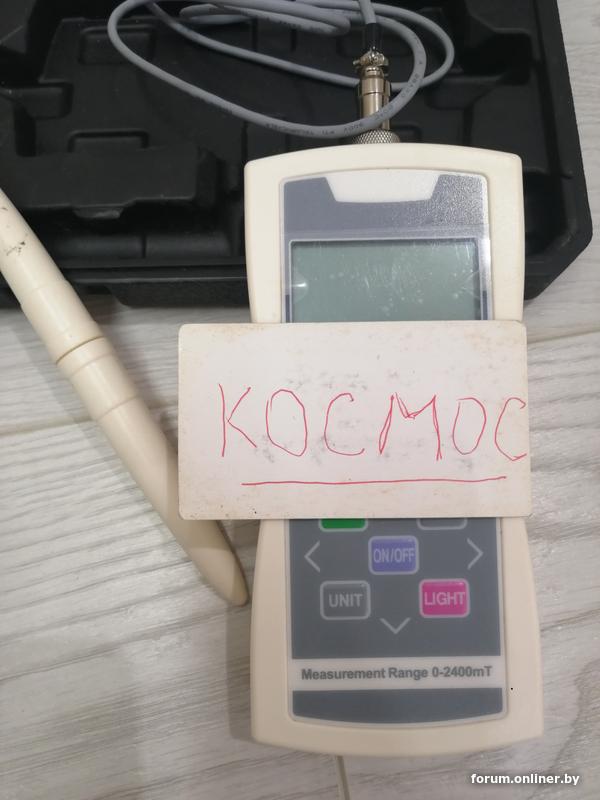 КОСМОС
ON/OFF
UNIT
LIGHT
Measurement Range 0-2400mT
forum.onliner.by